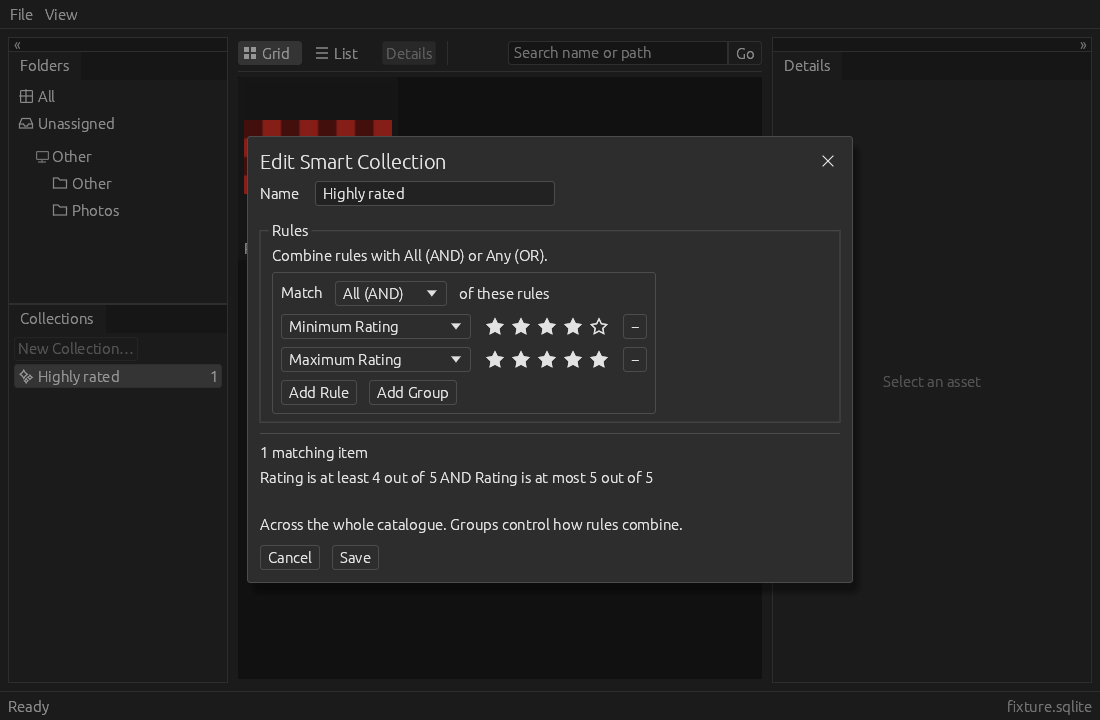 File View
«
Folders
All
Unassigned
Other
Other
Photos
Collections
New Collection...
Highly rated 1
Grid List Details Search name or path Go
Edit Smart Collection
Name Highly rated
Rules
Combine rules with All (AND) or Any (OR).
Match All (AND) of these rules
Minimum Rating –
Maximum Rating –
Add Rule Add Group
1 matching item
Rating is at least 4 out of 5 AND Rating is at most 5 out of 5
Across the whole catalogue. Groups control how rules combine.
Cancel Save
»
Details
Select an asset
Ready fixture.sqlite